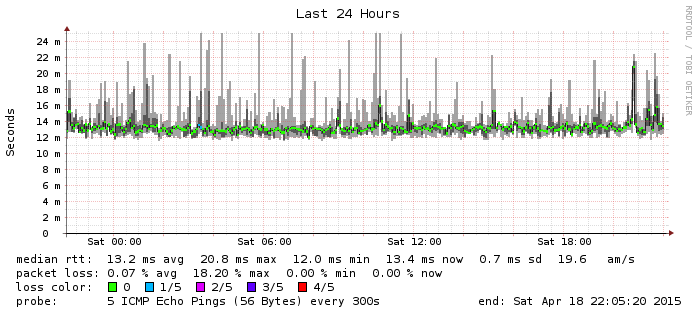 Last 24 Hours
RRDTOOL / TOBI OETIKER
Seconds
24 m
22 m
20 m
18 m
16 m
14 m
12 m
10 m
8 m
6 m
4 m
2 m
0
Sat 00:00 Sat 06:00 Sat 12:00 Sat 18:00
median rtt: 13.2 ms avg 20.8 ms max 12.0 ms min 13.4 ms now 0.7 ms sd 19.6 am/s
packet loss: 0.07 % avg 18.20 % max 0.00 % min 0.00 % now
loss color: 0 1/5 2/5 3/5 4/5
probe: 5 ICMP Echo Pings (56 Bytes) every 300s end: Sat Apr 18 22:05:20 2015